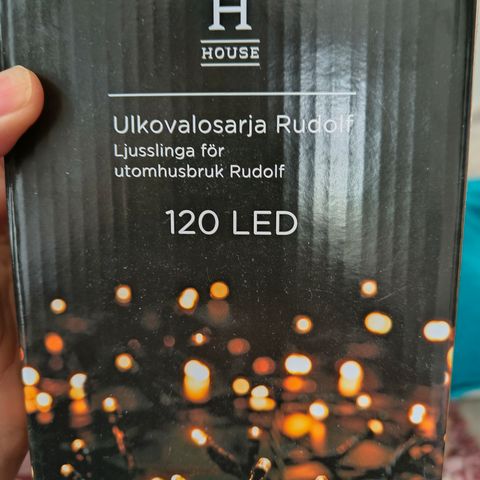 H
HOUSE
Ulkovalosarja Rudolf
Ljusslinga för
utomhusbruk Rudolf
120 LED